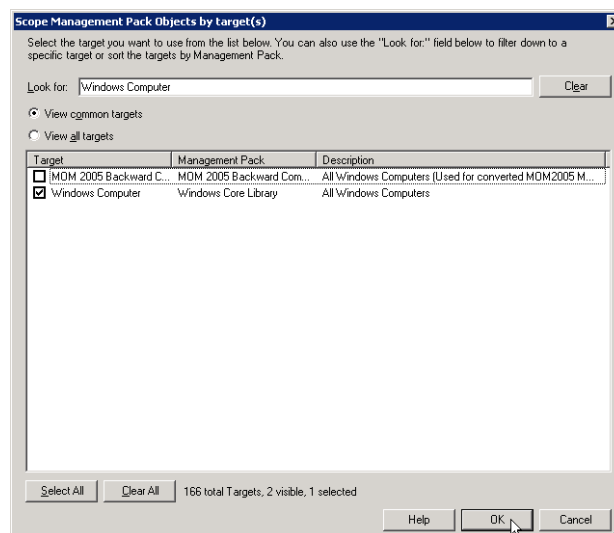 Scope Management Pack Objects by target(s)
Select the target you want to use from the list below. You can also use the "Look for:" field below to filter down to a
specific target or sort the targets by Management Pack.
Look for: Windows Computer Clear
View common targets
View all targets
Target Management Pack Description
MOM 2005 Backward C... MOM 2005 Backward Com... All Windows Computers (Used for converted MOM2005 M...
Windows Computer Windows Core Library All Windows Computers
Select All Clear All 166 total Targets, 2 visible, 1 selected
Help OK Cancel